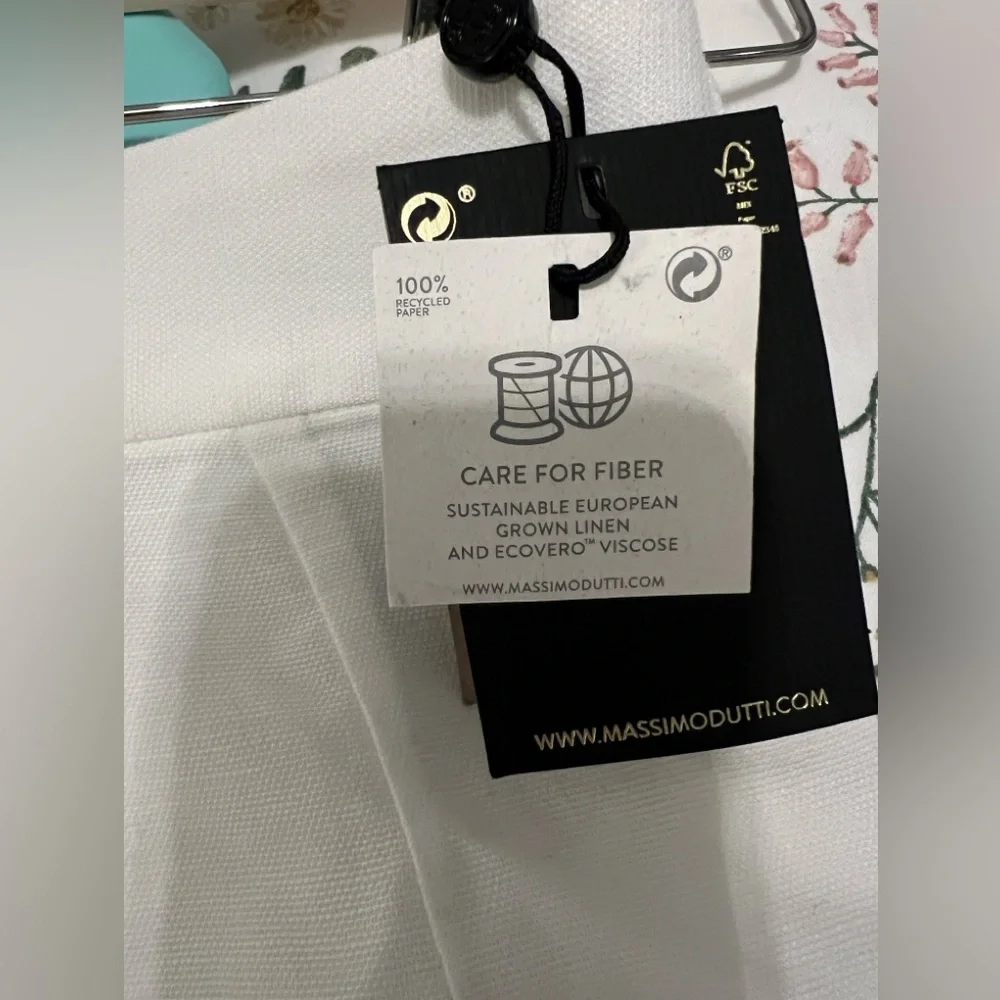 ®
FSC
100%
RECYCLED
PAPER
®
CARE FOR FIBER
SUSTAINABLE EUROPEAN
GROWN LINEN
AND ECOVERO™ VISCOSE
WWW.MASSIMODUTTI.COM
WWW.MASSIMODUTTI.COM